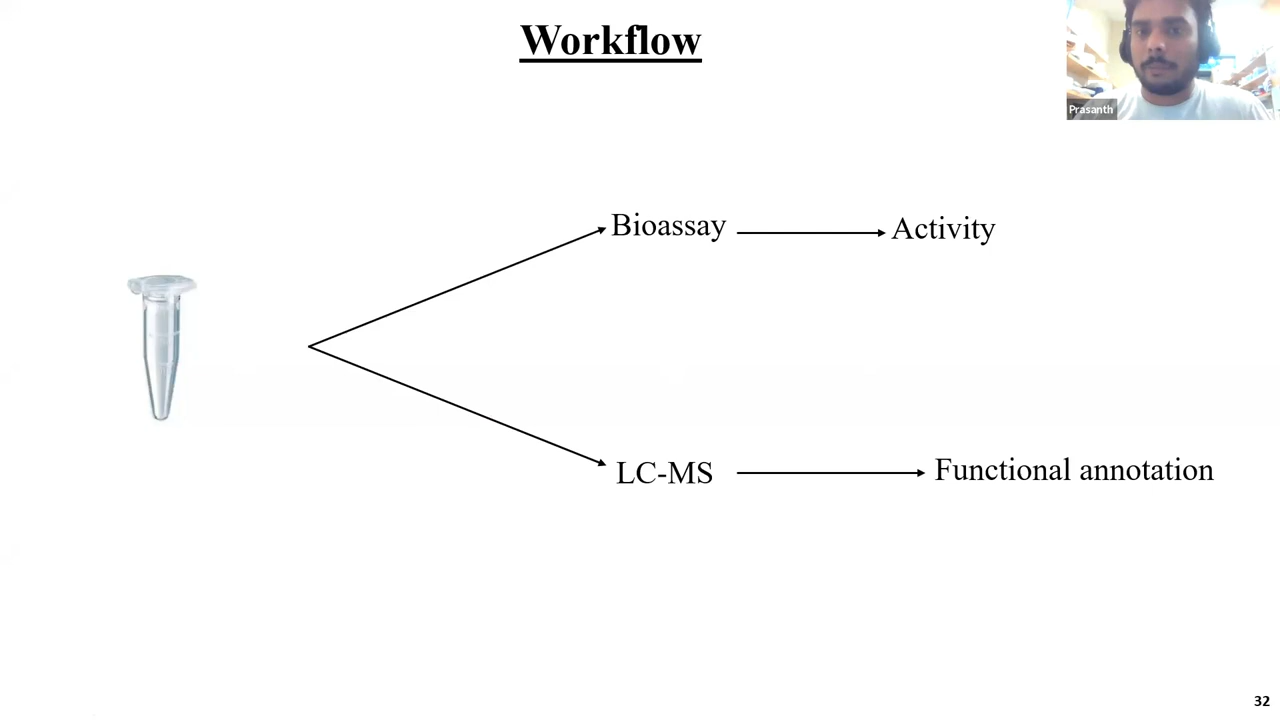 Workflow
Prasanth
Bioassay
Activity
LC-MS
Functional annotation
32